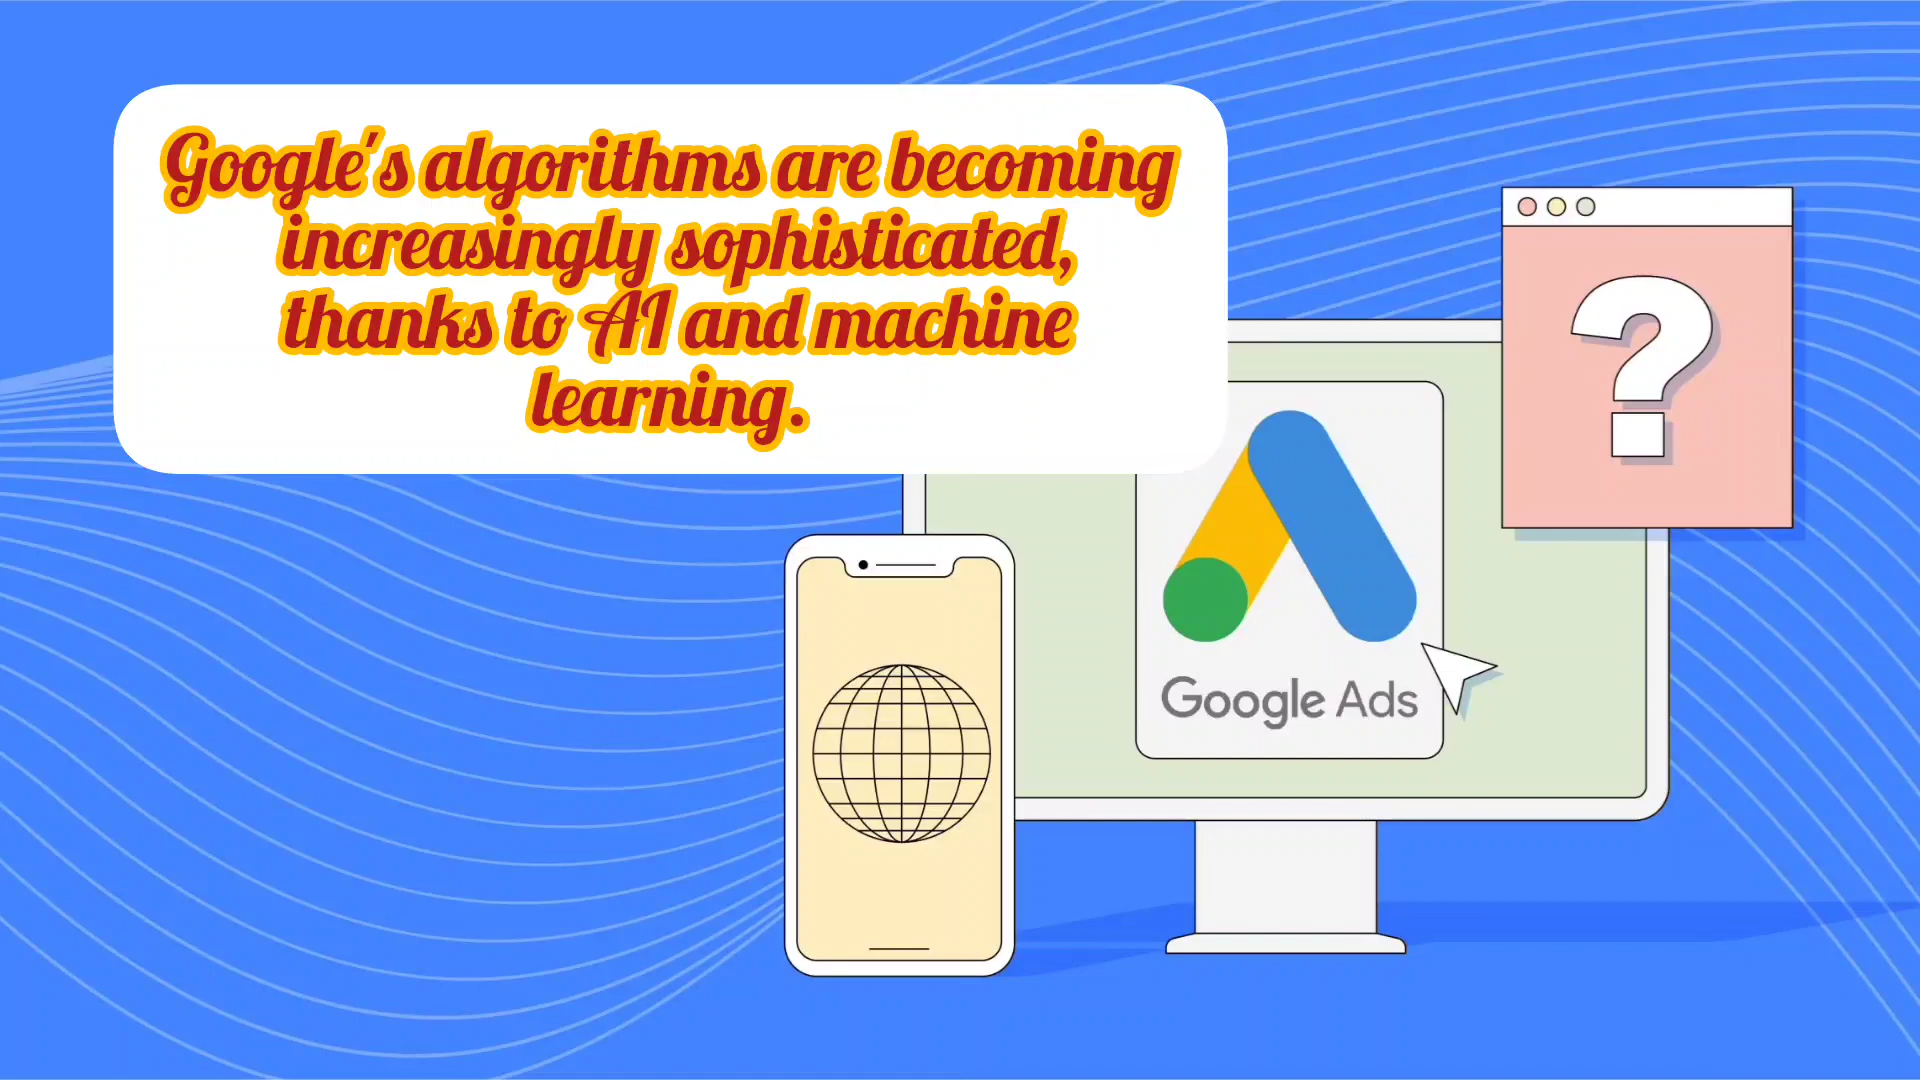 Google's algorithms are becoming
increasingly sophisticated,
thanks to AI and machine
learning.
?
Google Ads